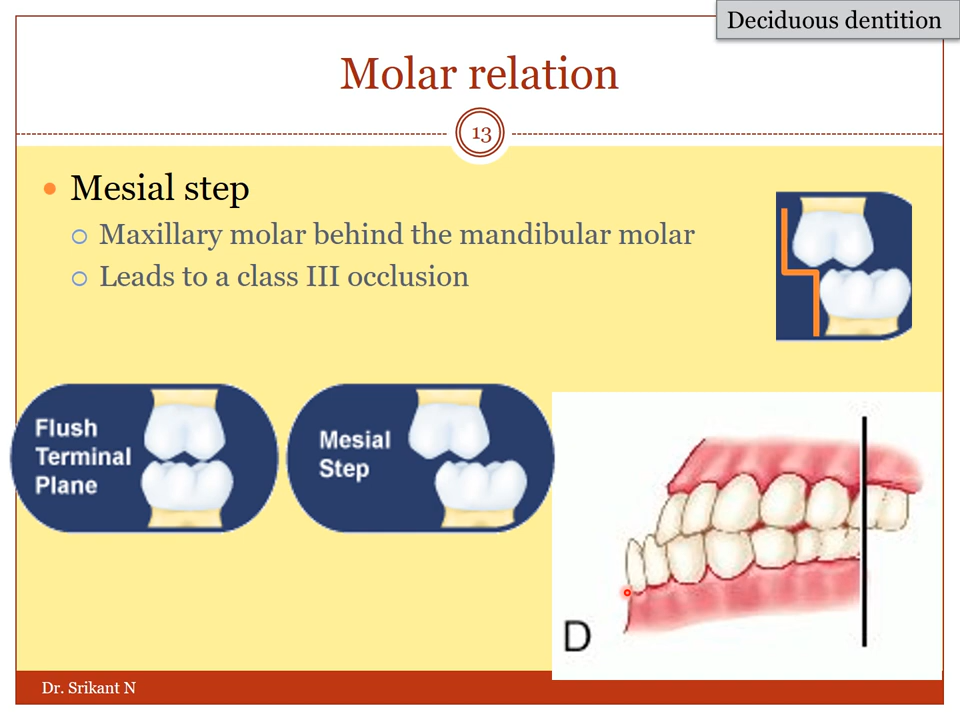 Deciduous dentition
Molar relation
13
Mesial step
Maxillary molar behind the mandibular molar
Leads to a class III occlusion
Flush
Terminal
Plane
Mesial
Step
D
Dr. Srikant N